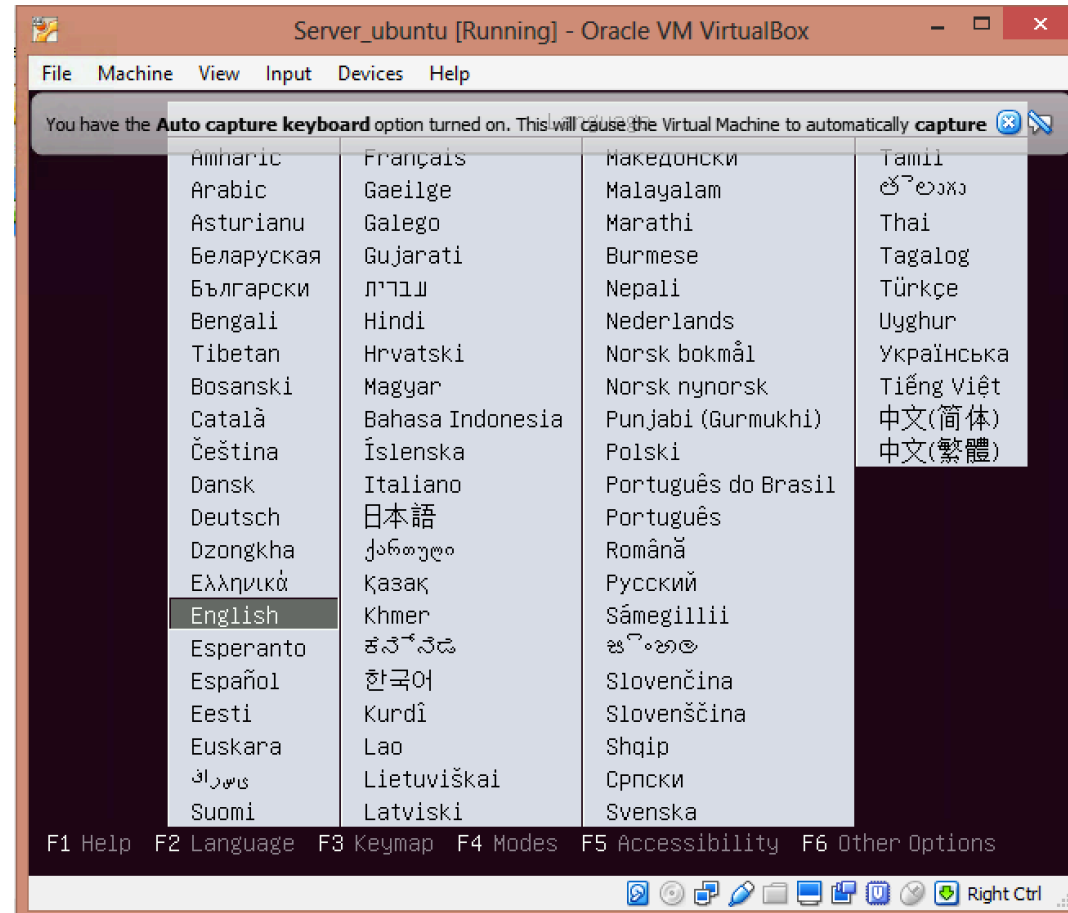 Server_ubuntu [Running] - Oracle VM VirtualBox
File Machine View Input Devices Help
Language
You have the Auto capture keyboard option turned on. This will cause the Virtual Machine to automatically capture
Amharic
Arabic
Asturianu
Беларуская
Български
Bengali
Tibetan
Bosanski
Català
Čeština
Dansk
Deutsch
Dzongkha
Ελληνικά
English
Esperanto
Español
Eesti
Euskara
فارسی
Suomi
Français
Gaeilge
Galego
Gujarati
עברית
Hindi
Hrvatski
Magyar
Bahasa Indonesia
Íslenska
Italiano
日本語
ქართული
Қазақ
Khmer
ಕನ್ನಡ
한국어
Kurdî
Lao
Lietuviškai
Latviski
Македонски
Malayalam
Marathi
Burmese
Nepali
Nederlands
Norsk bokmål
Norsk nynorsk
Punjabi (Gurmukhi)
Polski
Português do Brasil
Português
Română
Русский
Sámegillii
සිංහල
Slovenčina
Slovenščina
Shqip
Српски
Svenska
Tamil
తెలుగు
Thai
Tagalog
Türkçe
Uyghur
Українська
Tiếng Việt
中文(简体)
中文(繁體)
F1 Help F2 Language F3 Keymap F4 Modes F5 Accessibility F6 Other Options
Right Ctrl